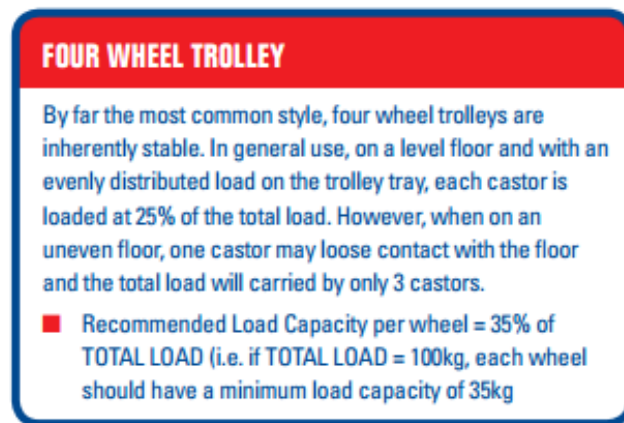 FOUR WHEEL TROLLEY
By far the most common style, four wheel trolleys are
inherently stable. In general use, on a level floor and with an
evenly distributed load on the trolley tray, each castor is
loaded at 25% of the total load. However, when on an
uneven floor, one castor may loose contact with the floor
and the total load will carried by only 3 castors.
■ Recommended Load Capacity per wheel = 35% of
TOTAL LOAD (i.e. if TOTAL LOAD = 100kg, each wheel
should have a minimum load capacity of 35kg